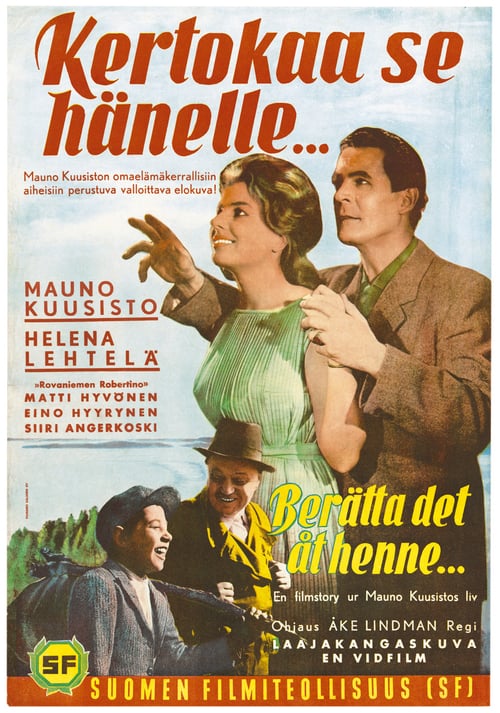 Kertokaa se
hänelle...
Mauno Kuusiston omaelämäkerrallisiin
aiheisiin perustuva valloittava elokuva!
MAUNO
KUUSISTO
HELENA
LEHTELÄ
»Rovaniemen Robertino»
MATTI HYVÖNEN
EINO HYYRYNEN
SIIRI ANGERKOSKI
Berätta det
åt henne...
En filmstory ur Mauno Kuusistos liv
Ohjaus ÅKE LINDMAN Regi
LAAJAKANGASKUVA
EN VIDFILM
SF
SUOMEN FILMITEOLLISUUS (SF)